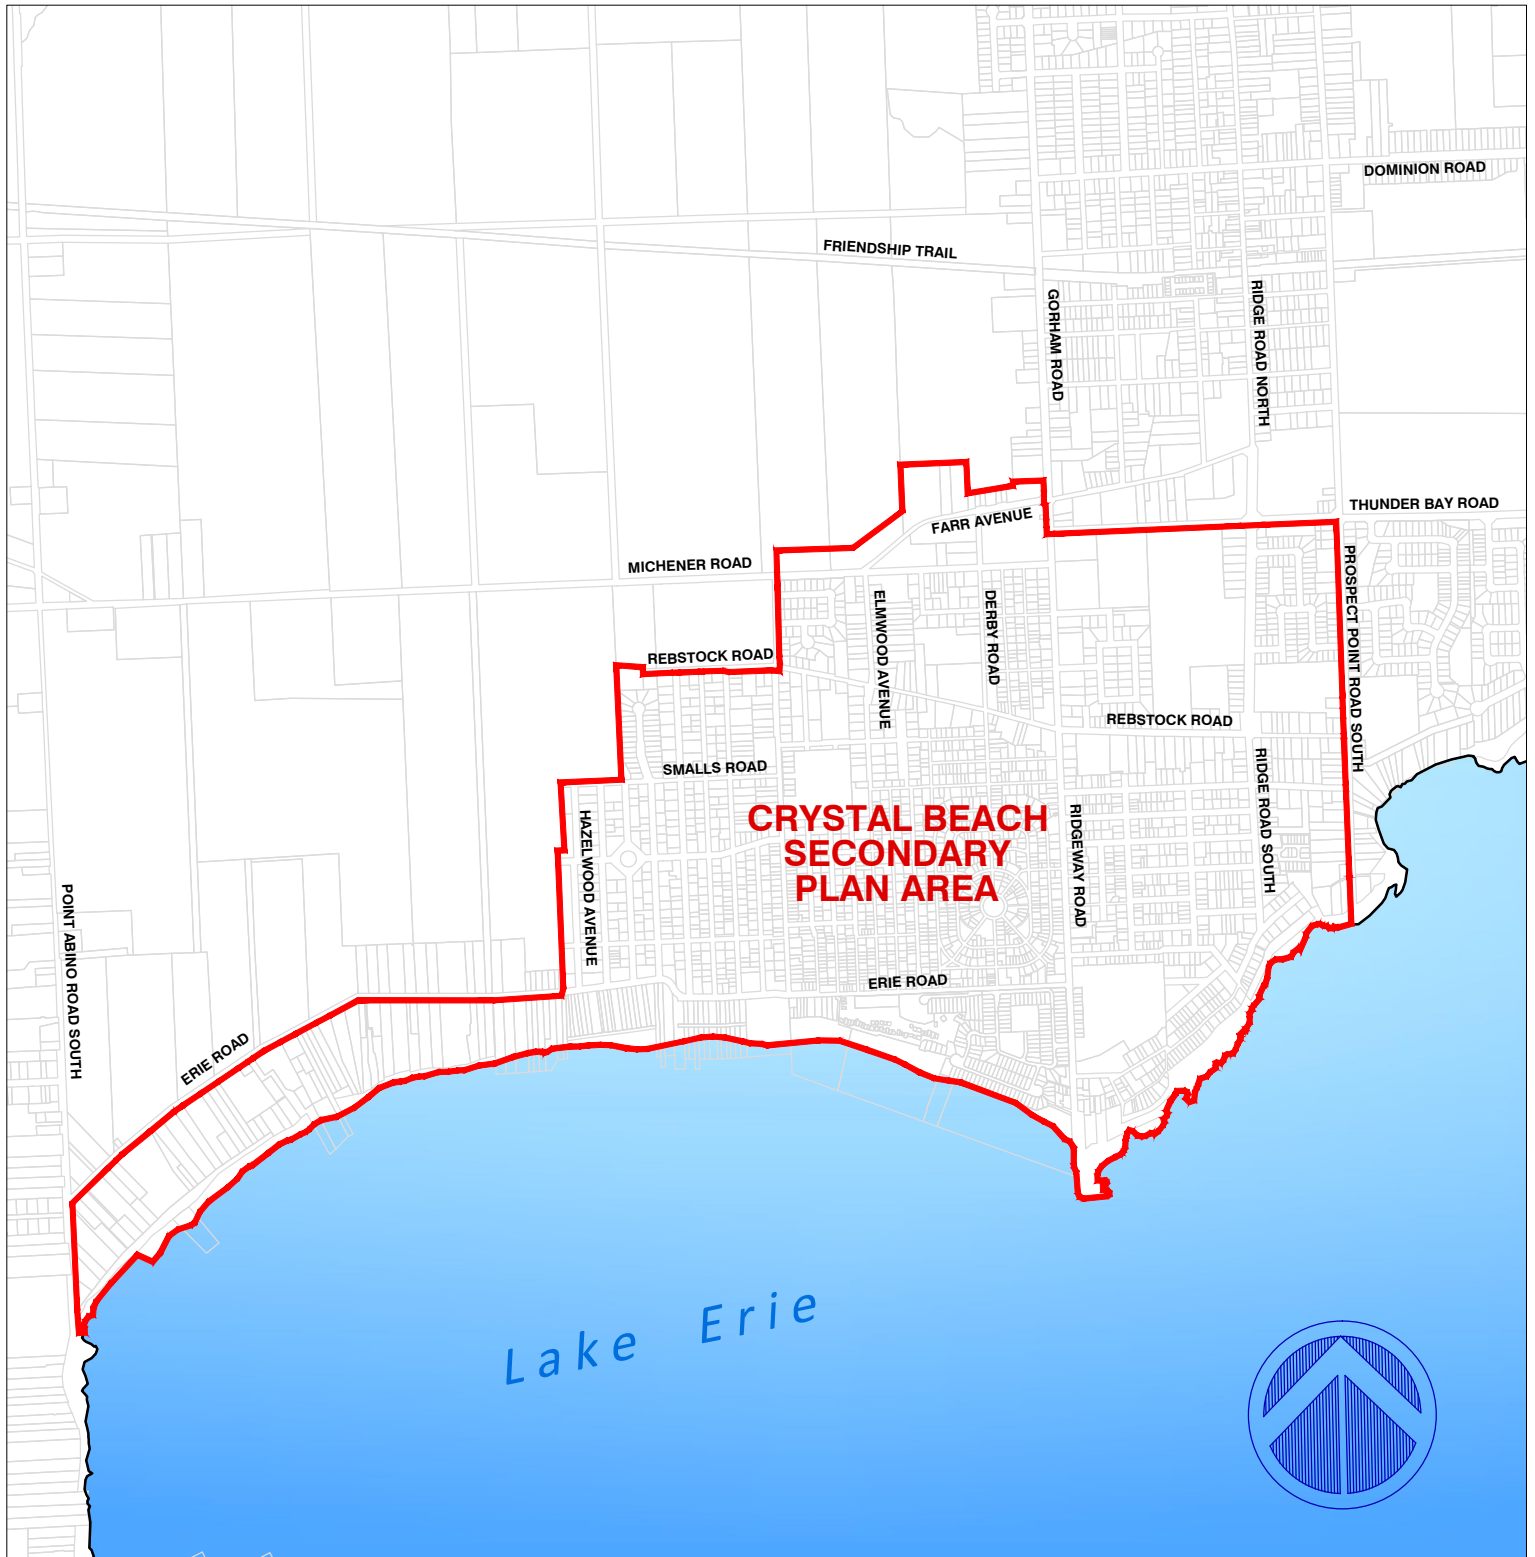 DOMINION ROAD
FRIENDSHIP TRAIL
GORHAM ROAD
RIDGE ROAD NORTH
THUNDER BAY ROAD
FARR AVENUE
MICHENER ROAD
PROSPECT POINT ROAD SOUTH
ELMWOOD AVENUE
DERBY ROAD
REBSTOCK ROAD
REBSTOCK ROAD
SMALLS ROAD
RIDGE ROAD SOUTH
HAZELWOOD AVENUE
CRYSTAL BEACH
SECONDARY
PLAN AREA
RIDGEWAY ROAD
POINT ABINO ROAD SOUTH
ERIE ROAD
ERIE ROAD
Lake Erie